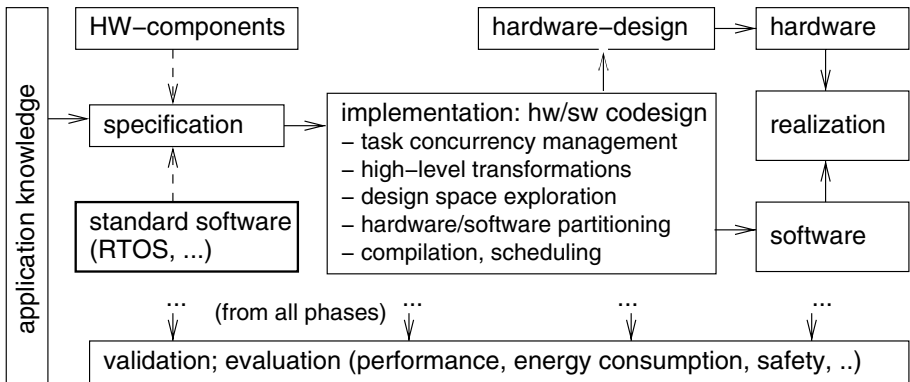 application knowledge
HW−components
specification
standard software
(RTOS, ...)
implementation: hw/sw codesign
− task concurrency management
− high−level transformations
− design space exploration
− hardware/software partitioning
− compilation, scheduling
hardware−design
hardware
realization
software
... (from all phases) ... ... ...
validation; evaluation (performance, energy consumption, safety, ..)